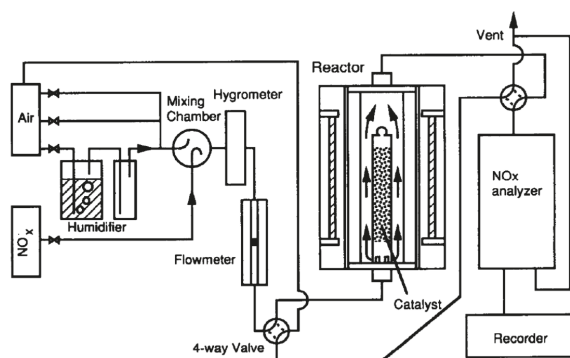 Vent
Reactor
Hygrometer
Mixing
Chamber
Air
NOx
analyzer
Humidifier
NOx
Flowmeter
Catalyst
4-way Valve
Recorder